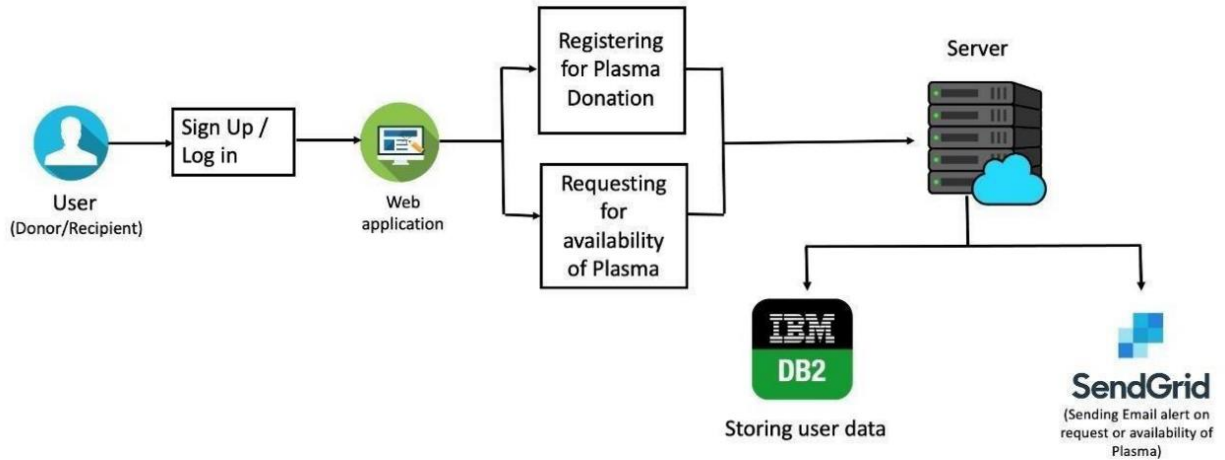 User
(Donor/Recipient)
Sign Up /
Log in
Web
application
Registering
for Plasma
Donation
Requesting
for
availability
of Plasma
Server
IBM
DB2
Storing user data
SendGrid
(Sending Email alert on
request or availability of
Plasma)